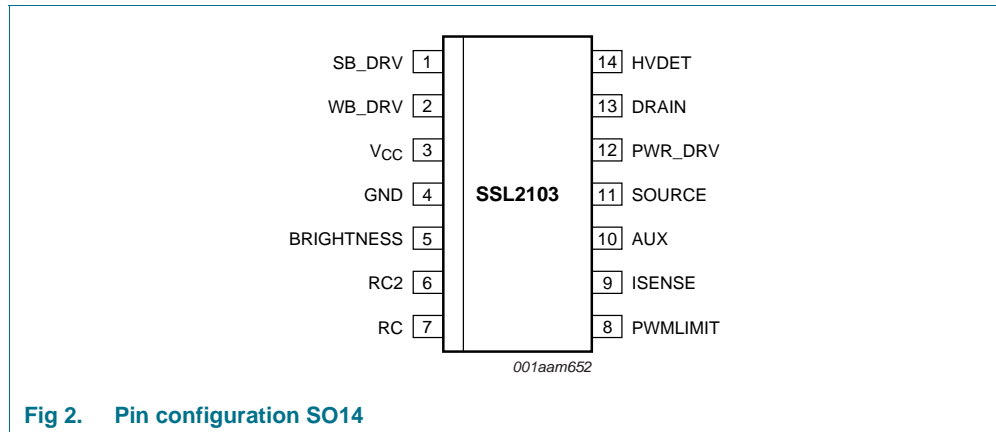 SB_DRV 1
14 HVDET
WB_DRV 2
13 DRAIN
VCC 3
12 PWR_DRV
GND 4
SSL2103
11 SOURCE
BRIGHTNESS 5
10 AUX
RC2 6
9 ISENSE
RC 7
8 PWMLIMIT
001aam652
Fig 2. Pin configuration SO14